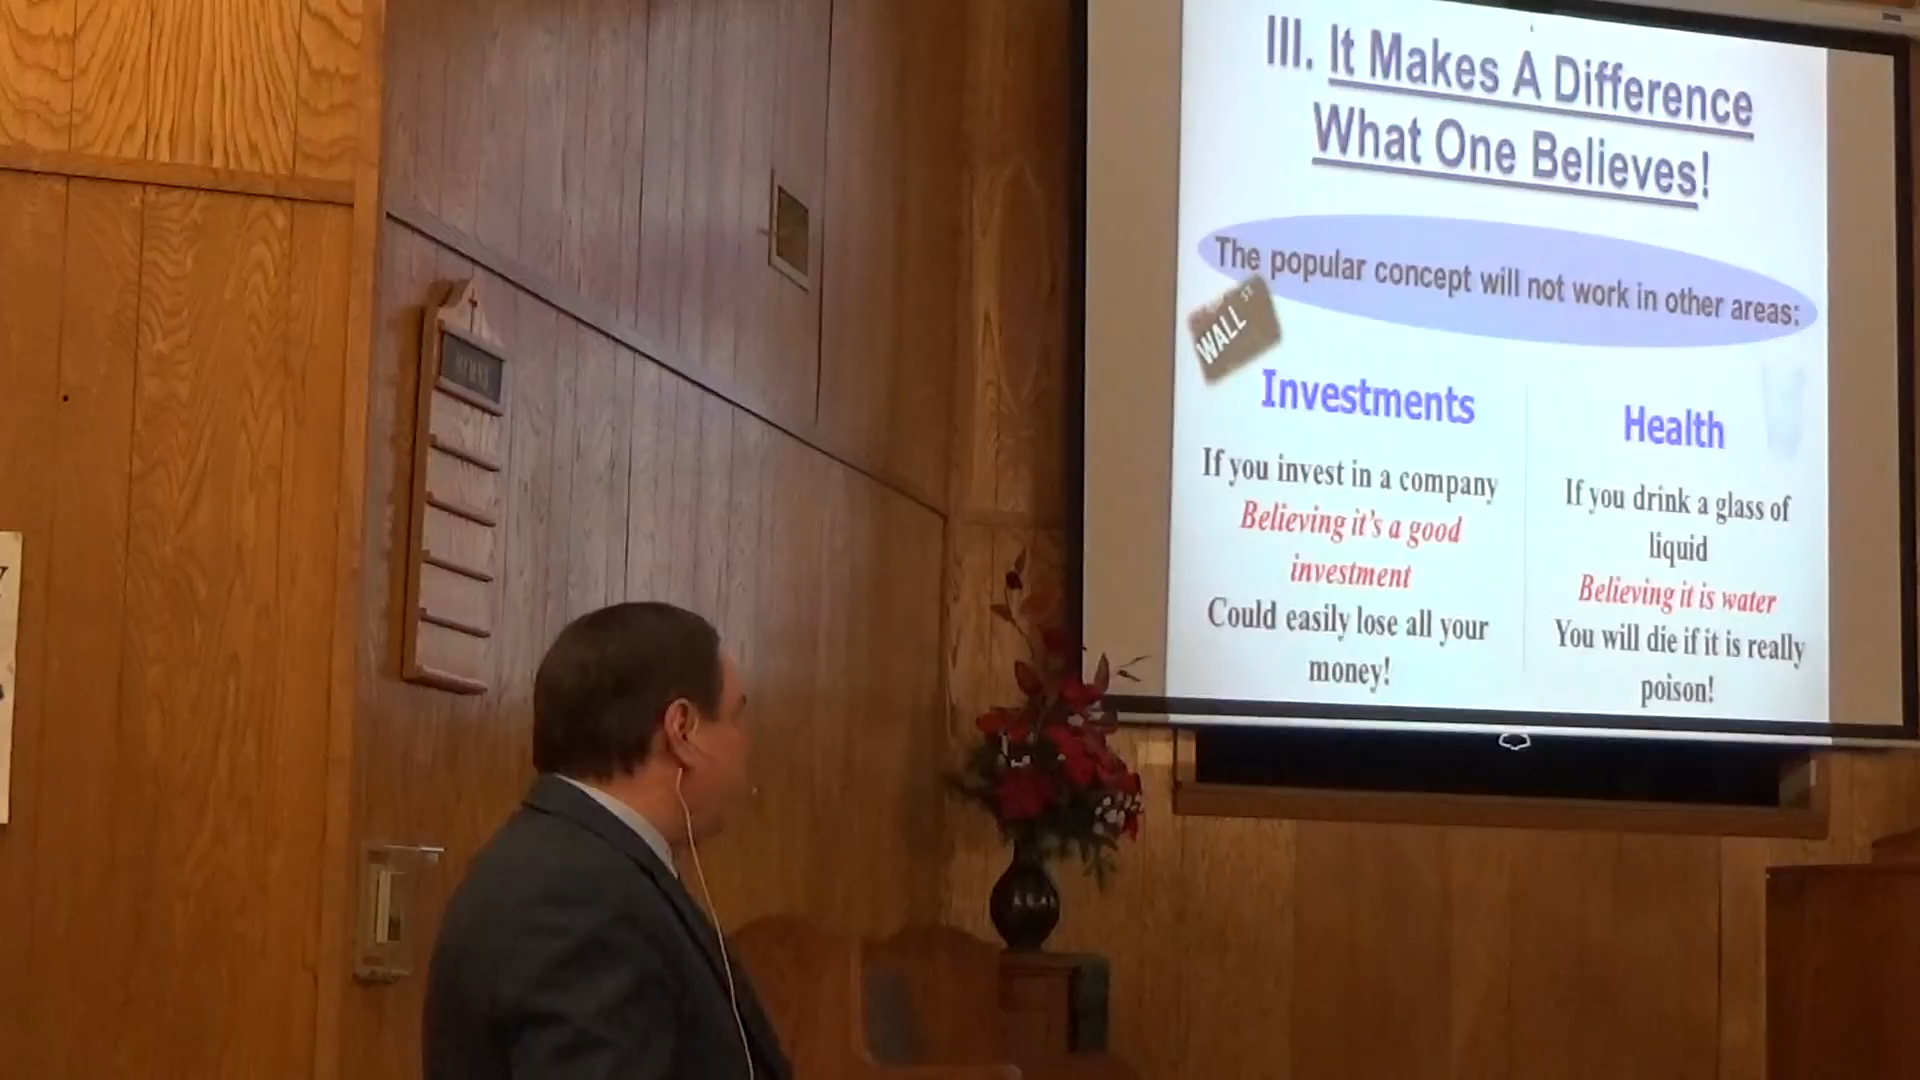 III. It Makes A Difference
What One Believes!
The popular concept will not work in other areas:
WALL ST
Investments
If you invest in a company
Believing it's a good
investment
Could easily lose all your
money!
Health
If you drink a glass of
liquid
Believing it is water
You will die if it is really
poison!